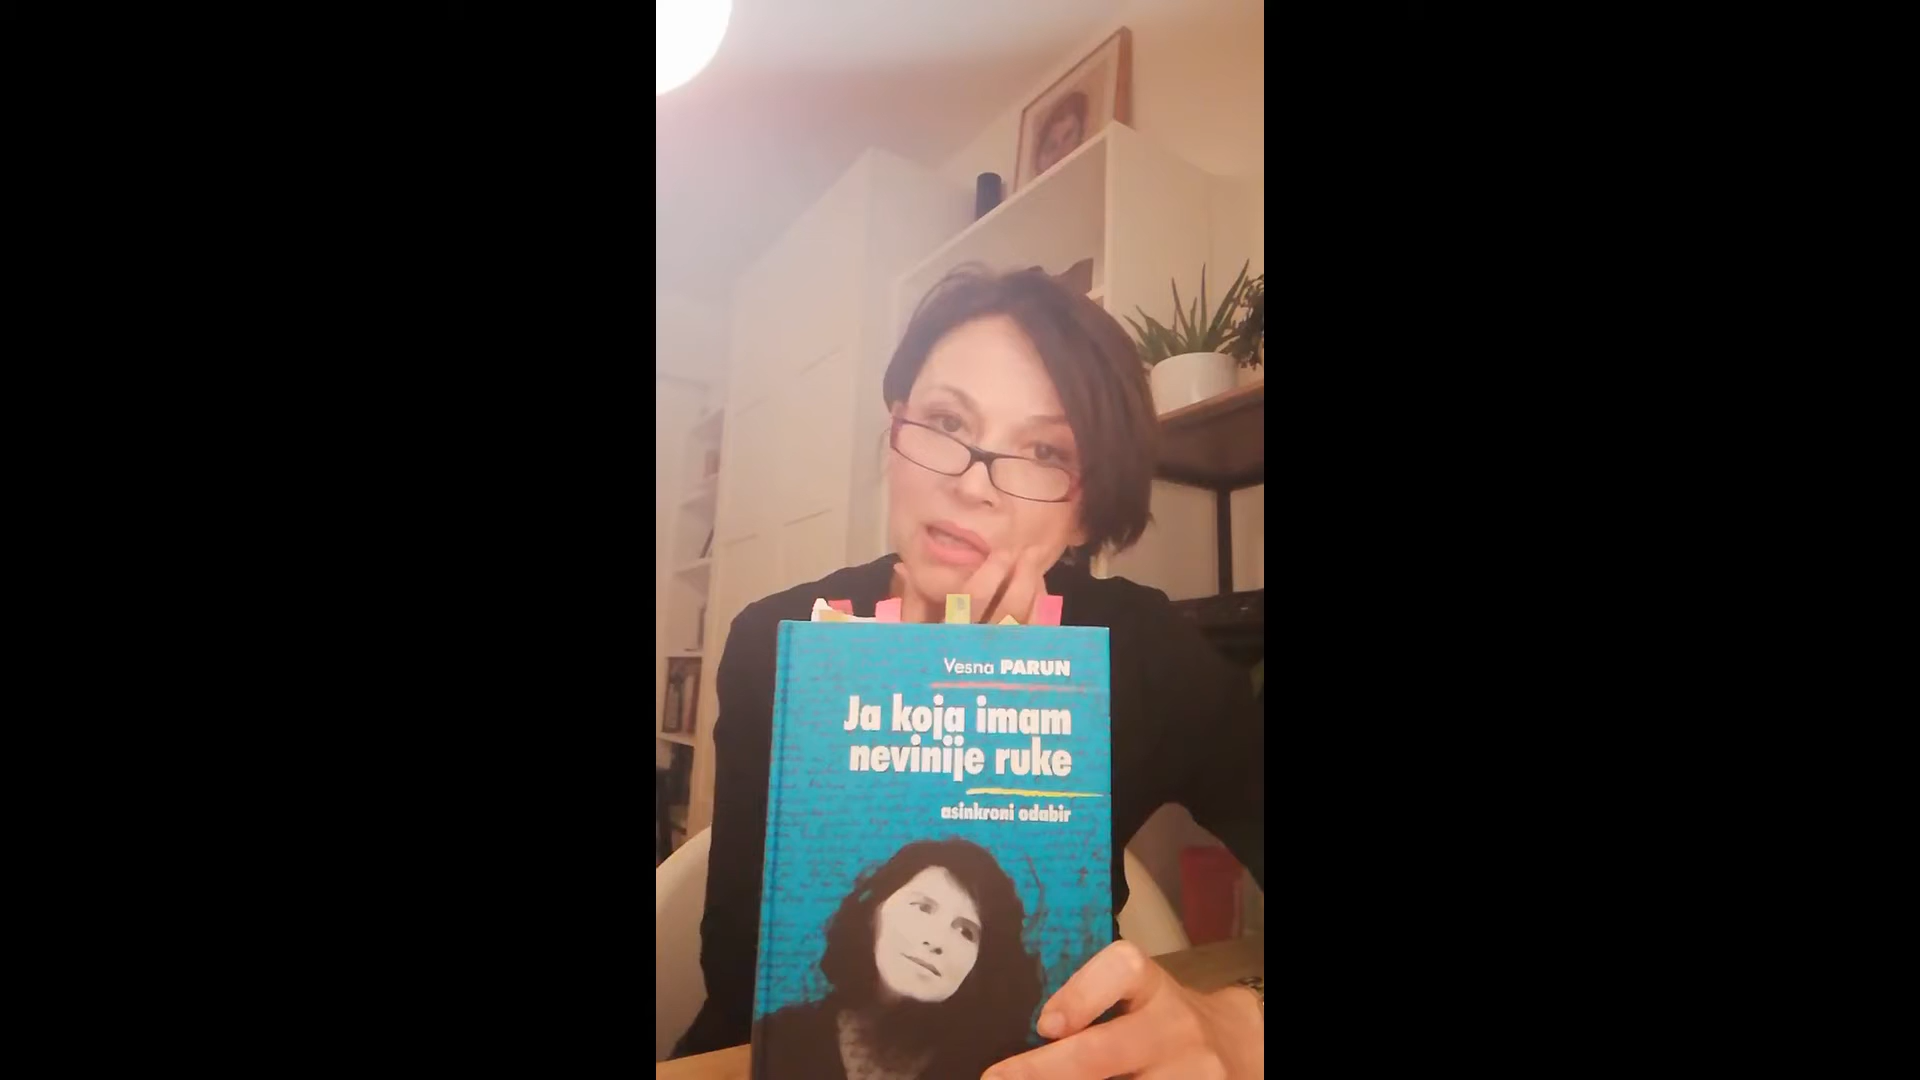 Vesna PARUN
Ja koja imam
nevinije ruke
asinkroni odabir